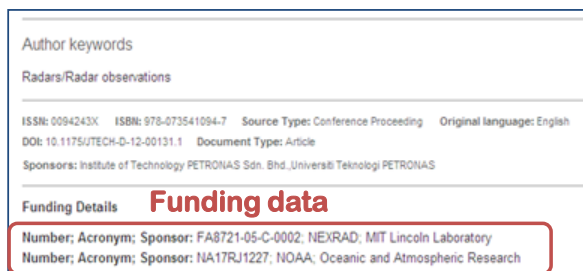 Author keywords
Radars/Radar observations
ISSN: 0094243X ISBN: 978-073541094-7 Source Type: Conference Proceeding Original language: English
DOI: 10.1175/JTECH-D-12-00131.1 Document Type: Article
Sponsors: Institute of Technology PETRONAS Sdn. Bhd.,Universiti Teknologi PETRONAS
Funding Details Funding data
Number; Acronym; Sponsor: FA8721-05-C-0002; NEXRAD; MIT Lincoln Laboratory
Number; Acronym; Sponsor: NA17RJ1227; NOAA; Oceanic and Atmospheric Research